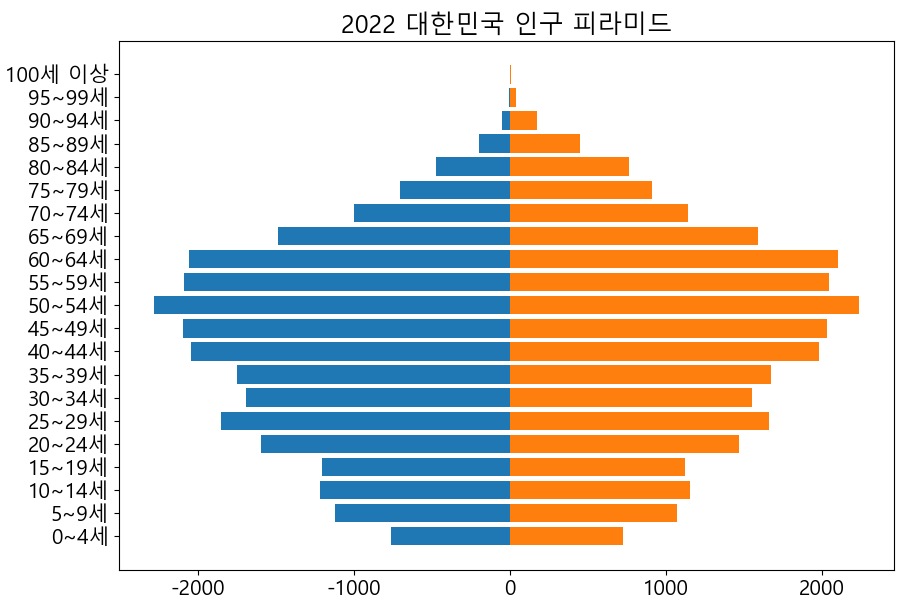 2022 대한민국 인구 피라미드
100세 이상
95~99세
90~94세
85~89세
80~84세
75~79세
70~74세
65~69세
60~64세
55~59세
50~54세
45~49세
40~44세
35~39세
30~34세
25~29세
20~24세
15~19세
10~14세
5~9세
0~4세
-2000 -1000 0 1000 2000